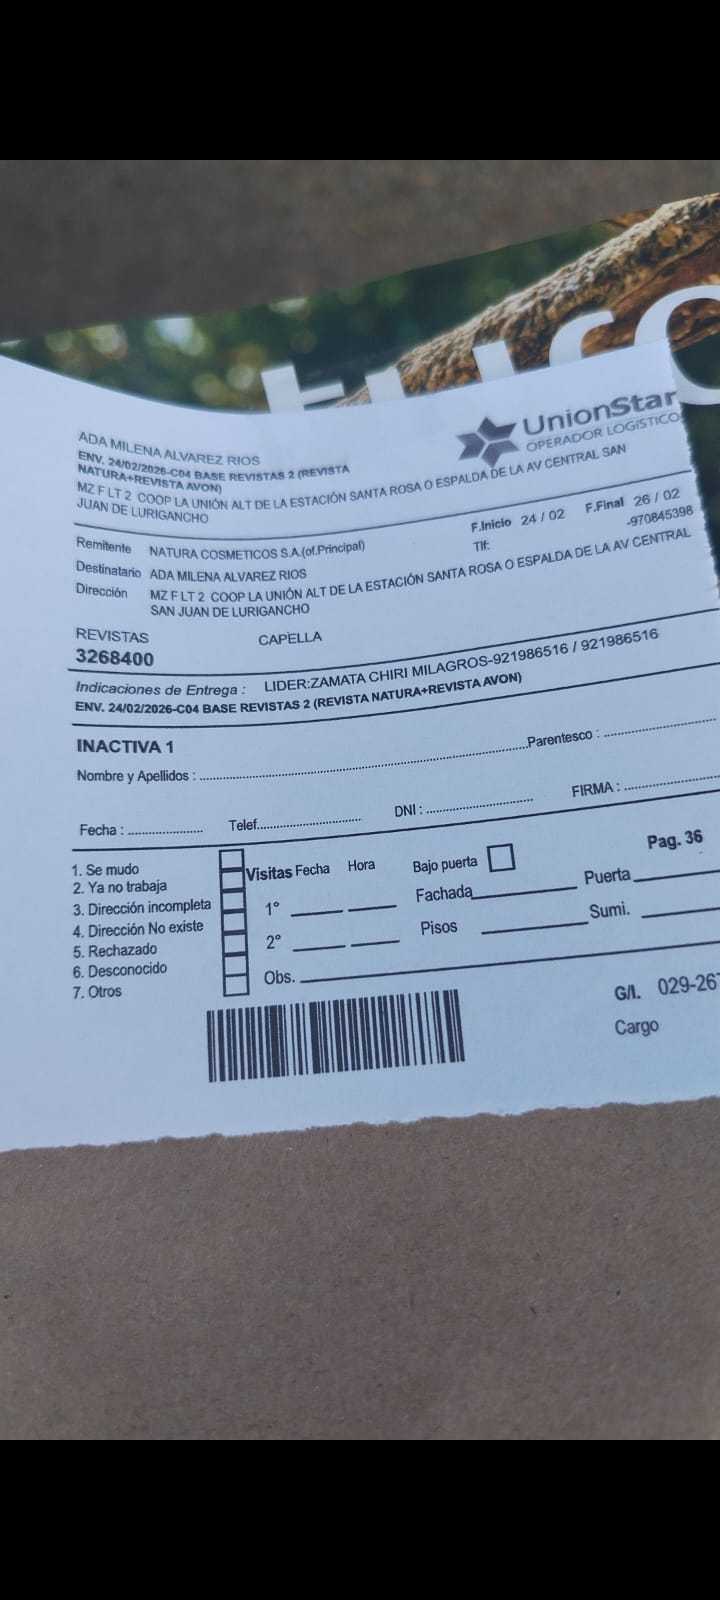 ADA MILENA ALVAREZ RIOS
ENV. 24/02/2026-C04 BASE REVISTAS 2 (REVISTA
NATURA+REVISTA AVON)
MZ F LT 2 COOP LA UNIÓN ALT DE LA ESTACIÓN SANTA ROSA O ESPALDA DE LA AV CENTRAL SAN
JUAN DE LURIGANCHO
UnionStar
OPERADOR LOGÍSTICO
Remitente NATURA COSMETICOS S.A.(of.Principal) F.Inicio 24 / 02 F.Final 26 / 02
Destinatario ADA MILENA ALVAREZ RIOS Tlf: -970845398
Dirección MZ F LT 2 COOP LA UNIÓN ALT DE LA ESTACIÓN SANTA ROSA O ESPALDA DE LA AV CENTRAL
SAN JUAN DE LURIGANCHO
REVISTAS CAPELLA
3268400
Indicaciones de Entrega : LIDER:ZAMATA CHIRI MILAGROS-921986516 / 921986516
ENV. 24/02/2026-C04 BASE REVISTAS 2 (REVISTA NATURA+REVISTA AVON)
INACTIVA 1
Nombre y Apellidos : ........................ Parentesco : ................
Fecha : ................ Telef................ DNI : ................ FIRMA : ................
Pag. 36
1. Se mudo Visitas Fecha Hora Bajo puerta
2. Ya no trabaja Fachada Puerta
3. Dirección incompleta 1°
4. Dirección No existe Pisos Sumi.
5. Rechazado 2°
6. Desconocido Obs.
7. Otros
G/I. 029-267
Cargo